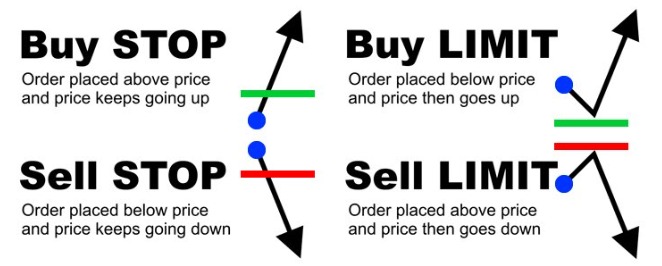 Buy STOP
Order placed above price
and price keeps going up
Buy LIMIT
Order placed below price
and price then goes up
Sell STOP
Order placed below price
and price keeps going down
Sell LIMIT
Order placed above price
and price then goes down